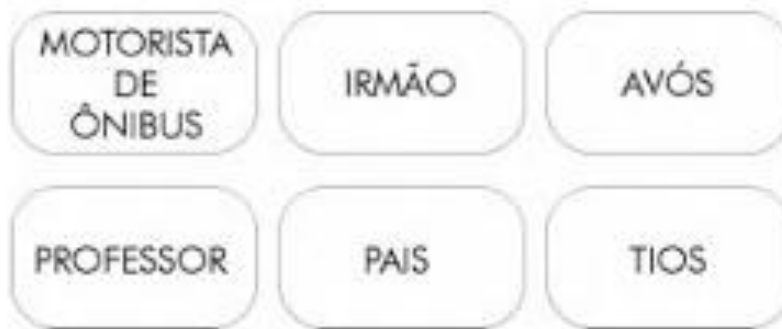 MOTORISTA
DE
ÔNIBUS
IRMÃO
AVÓS
PROFESSOR
PAIS
TIOS